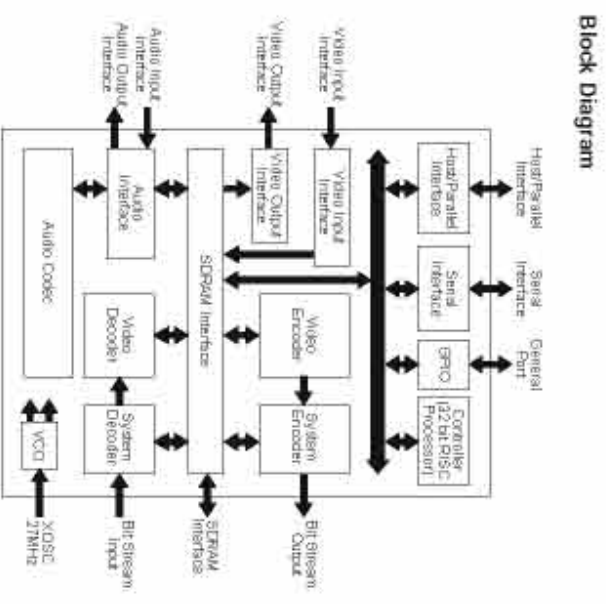 Block Diagram
Host/Parallel
Interface
Serial
Interface
General
Port
Host/Parallel
Interface
Serial
Interface
GPIO
Controller
(32 bit RISC
Processor)
Video Input
Interface
Video Input
Interface
Video Output
Interface
Video Output
Interface
Video
Encoder
System
Encoder
Bit Stream
Output
SDRAM Interface
SDRAM
Interface
Audio Input
Interface
Audio Output
Interface
Audio
Interface
Video
Decoder
System
Decoder
Bit Stream
Input
Audio Codec
VCO
XOSC
27MHz